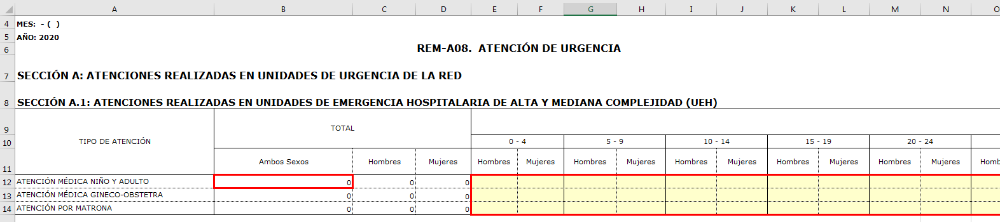 A B C D E F G H I J K L M N O
4 MES: - ( )
5 AÑO: 2020
6 REM-A08. ATENCIÓN DE URGENCIA
7 SECCIÓN A: ATENCIONES REALIZADAS EN UNIDADES DE URGENCIA DE LA RED
8 SECCIÓN A.1: ATENCIONES REALIZADAS EN UNIDADES DE EMERGENCIA HOSPITALARIA DE ALTA Y MEDIANA COMPLEJIDAD (UEH)
9 TOTAL
10 TIPO DE ATENCIÓN 0 - 4 5 - 9 10 - 14 15 - 19 20 - 24
11 Ambos Sexos Hombres Mujeres Hombres Mujeres Hombres Mujeres Hombres Mujeres Hombres Mujeres Hombres Mujeres Homb
12 ATENCIÓN MÉDICA NIÑO Y ADULTO 0 0 0
13 ATENCIÓN MÉDICA GINECO-OBSTETRA 0 0 0
14 ATENCIÓN POR MATRONA 0 0 0